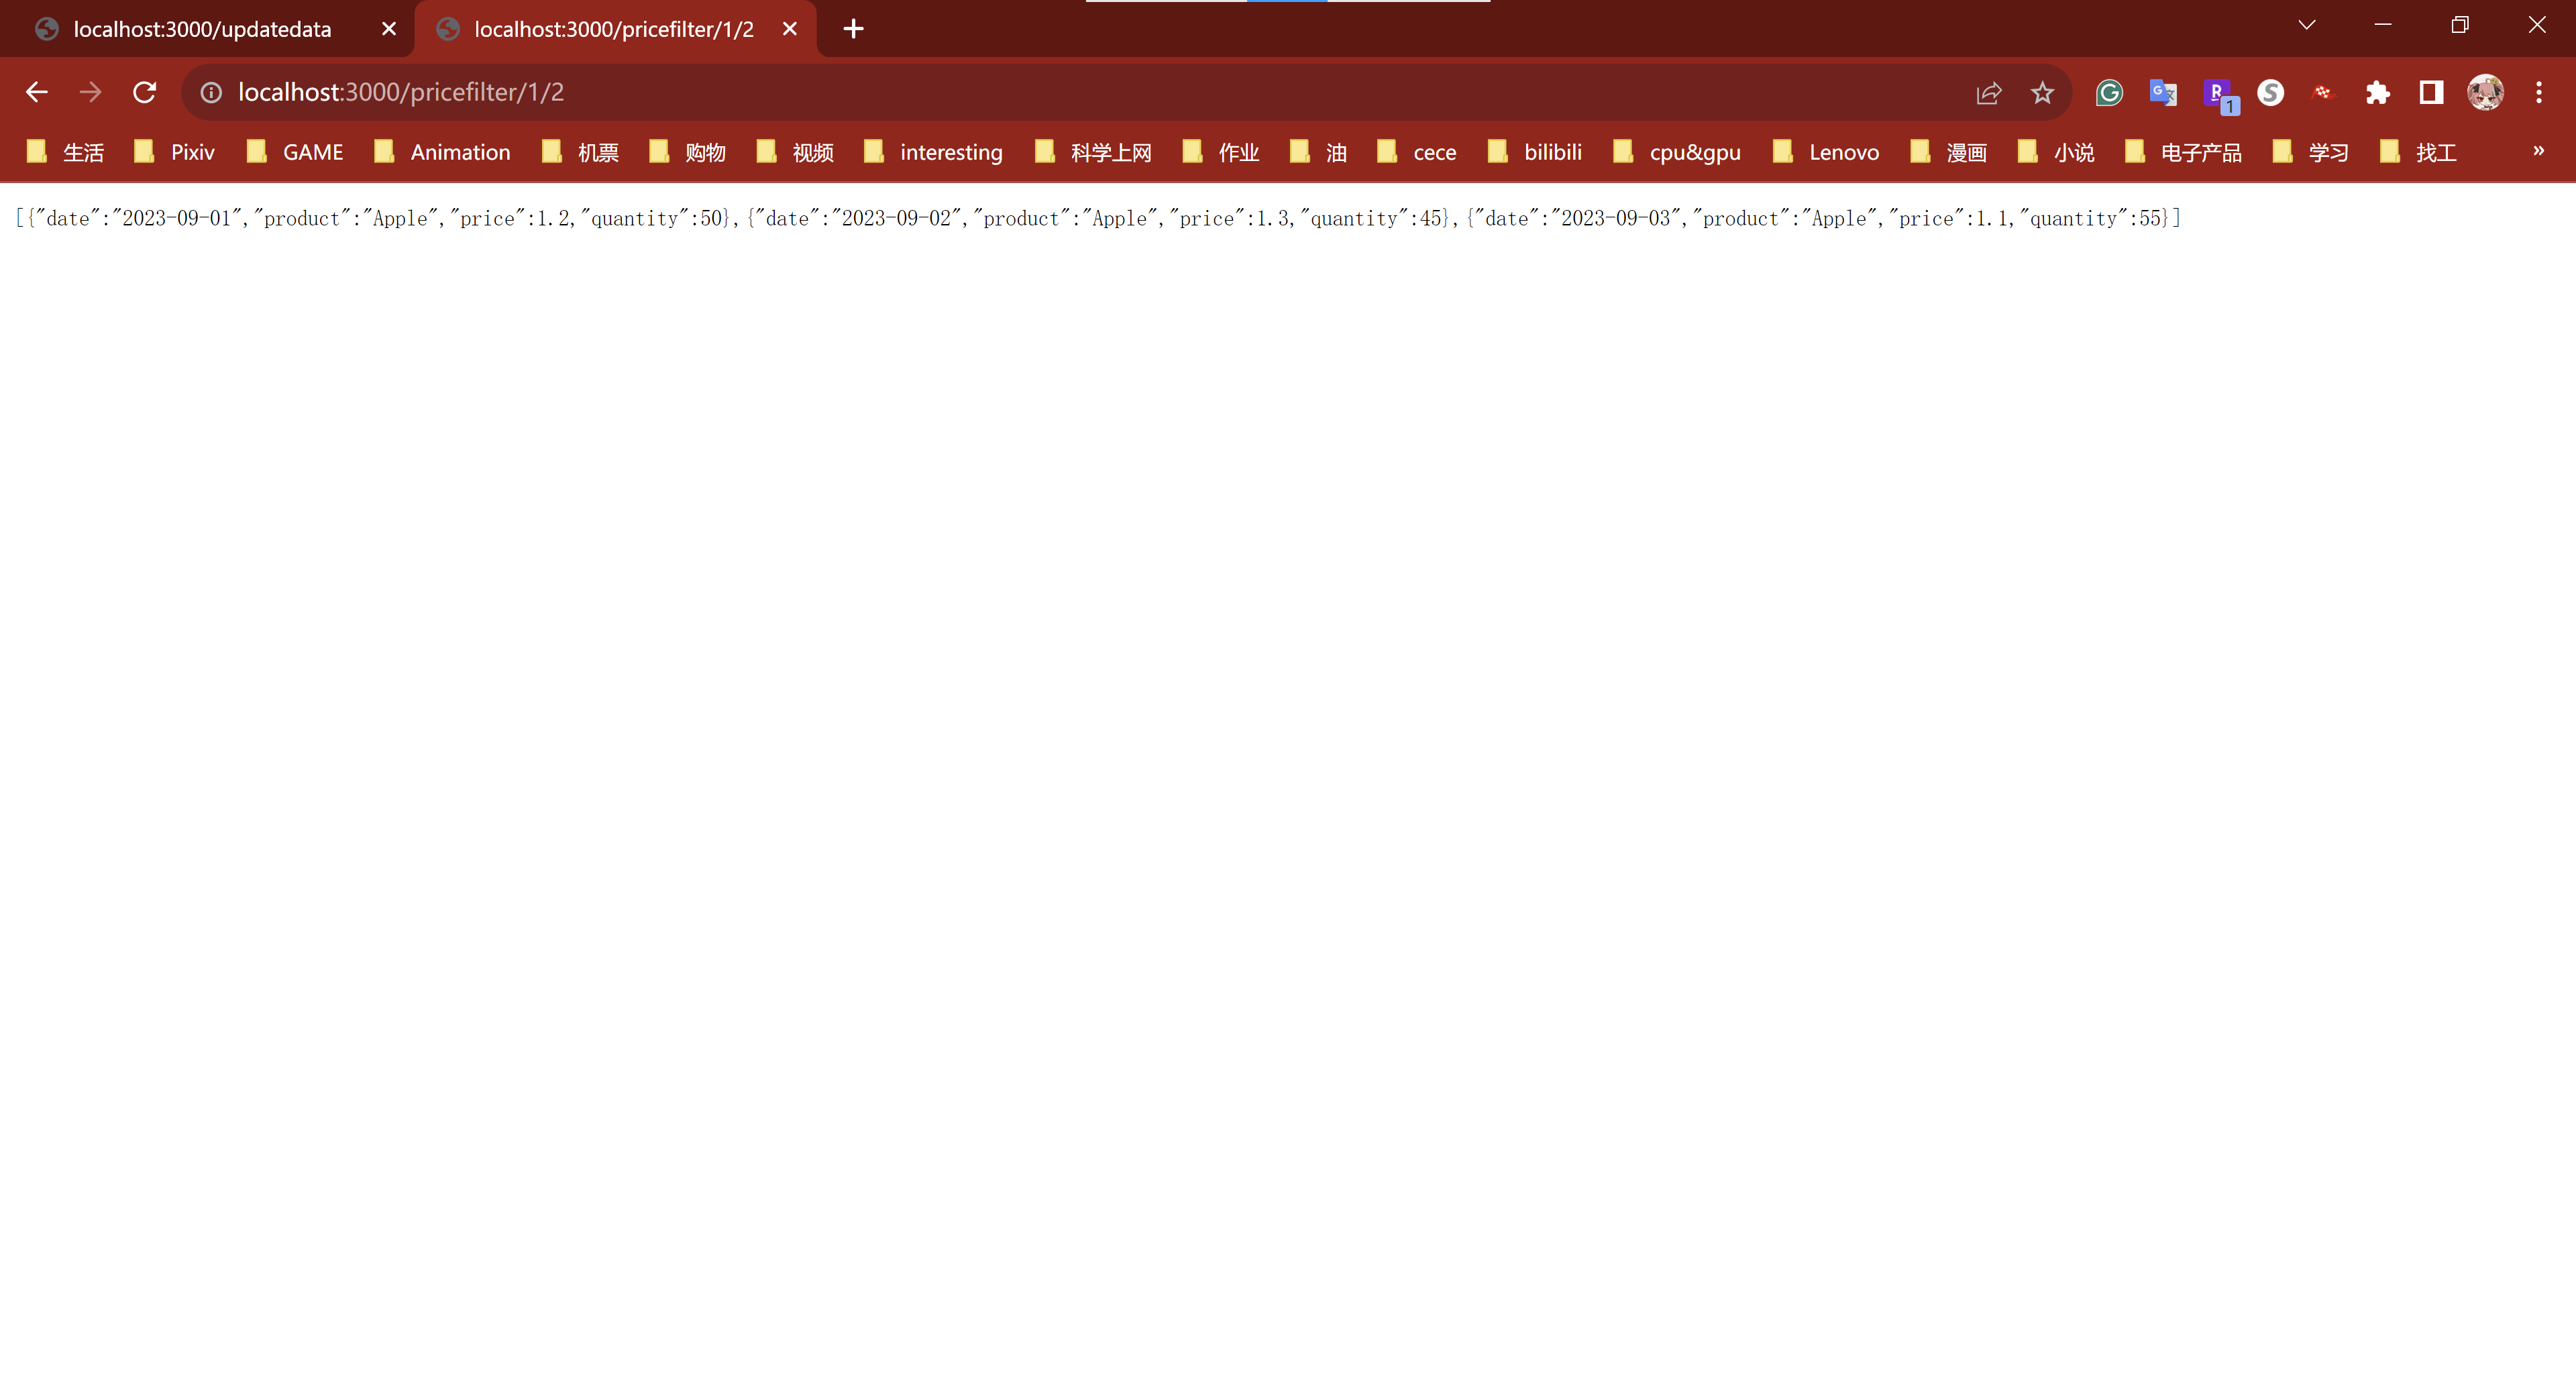 localhost:3000/updatedata localhost:3000/pricefilter/1/2
localhost:3000/pricefilter/1/2
1
生活 Pixiv GAME Animation 机票 购物 视频 interesting 科学上网 作业 油 cece bilibili cpu&gpu Lenovo 漫画 小说 电子产品 学习 找工 »
[{"date":"2023-09-01","product":"Apple","price":1.2,"quantity":50},{"date":"2023-09-02","product":"Apple","price":1.3,"quantity":45},{"date":"2023-09-03","product":"Apple","price":1.1,"quantity":55}]